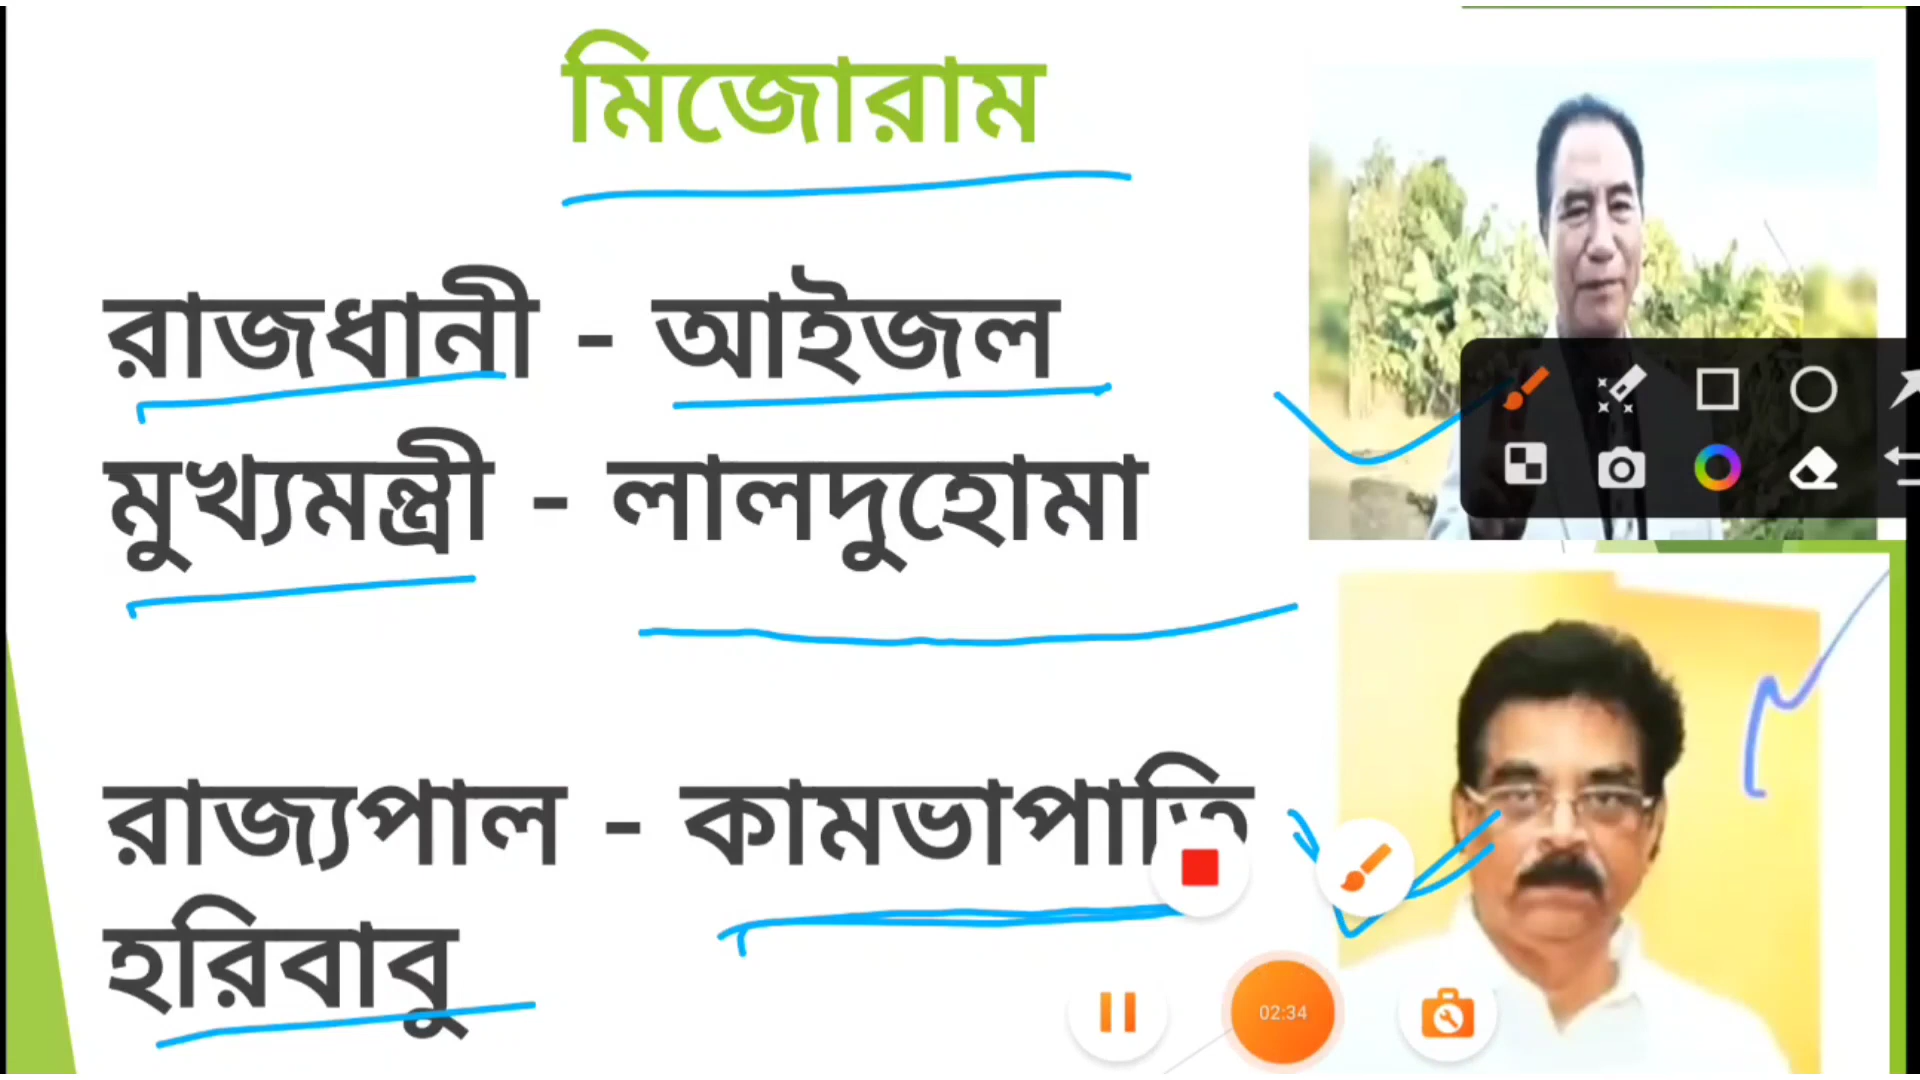 মিজোরাম
রাজধানী - আইজল
মুখ্যমন্ত্রী - লালদুহোমা
রাজ্যপাল - কামভাপাতি
হরিবাবু
02:34